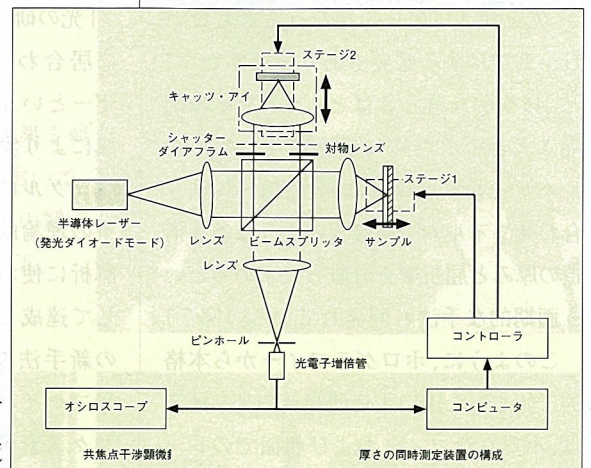 ステージ2
キャッツ・アイ
シャッター
ダイアフラム
対物レンズ
ステージ1
半導体レーザー
(発光ダイオードモード)
レンズ
ビームスプリッタ
サンプル
レンズ
ピンホール
光電子増倍管
コントローラ
オシロスコープ
コンピュータ
共焦点干渉顕微鏡
厚さの同時測定装置の構成